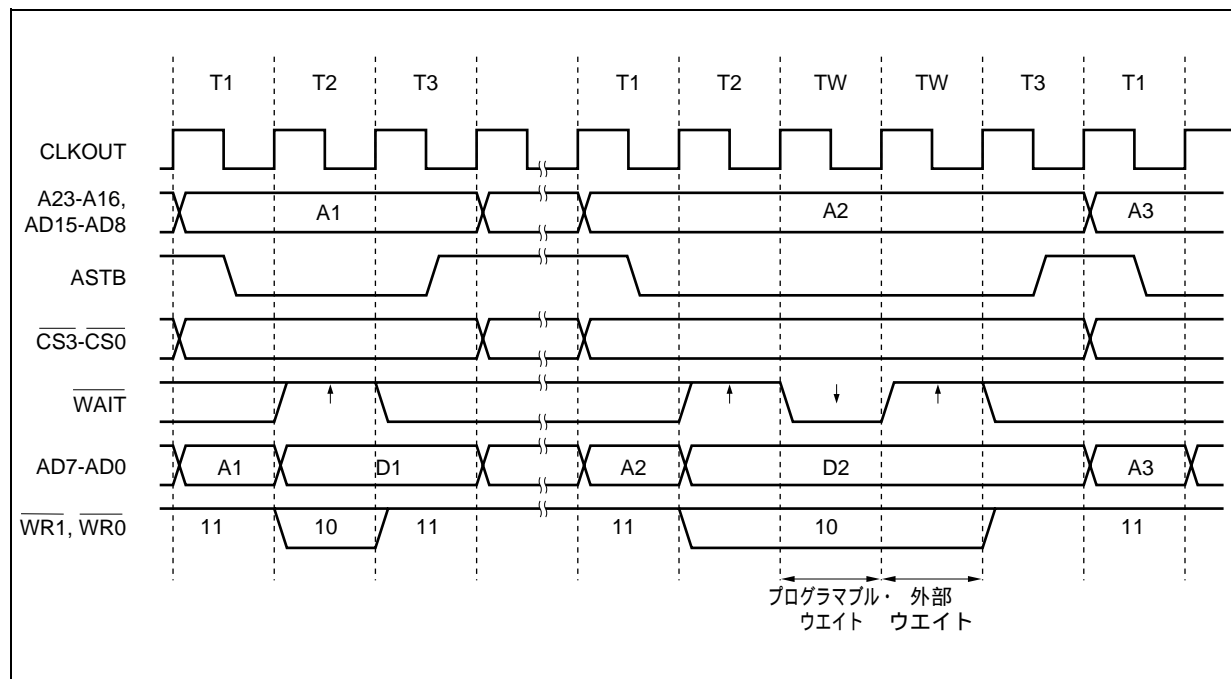 T1 T2 T3 T1 T2 TW TW T3 T1
CLKOUT
A23-A16,
AD15-AD8
A1 A2 A3
ASTB
CS3-CS0
WAIT
AD7-AD0 A1 D1 A2 D2 A3
WR1, WR0 11 10 11 11 10 11
プログラマブル・ 外部
ウエイト ウエイト